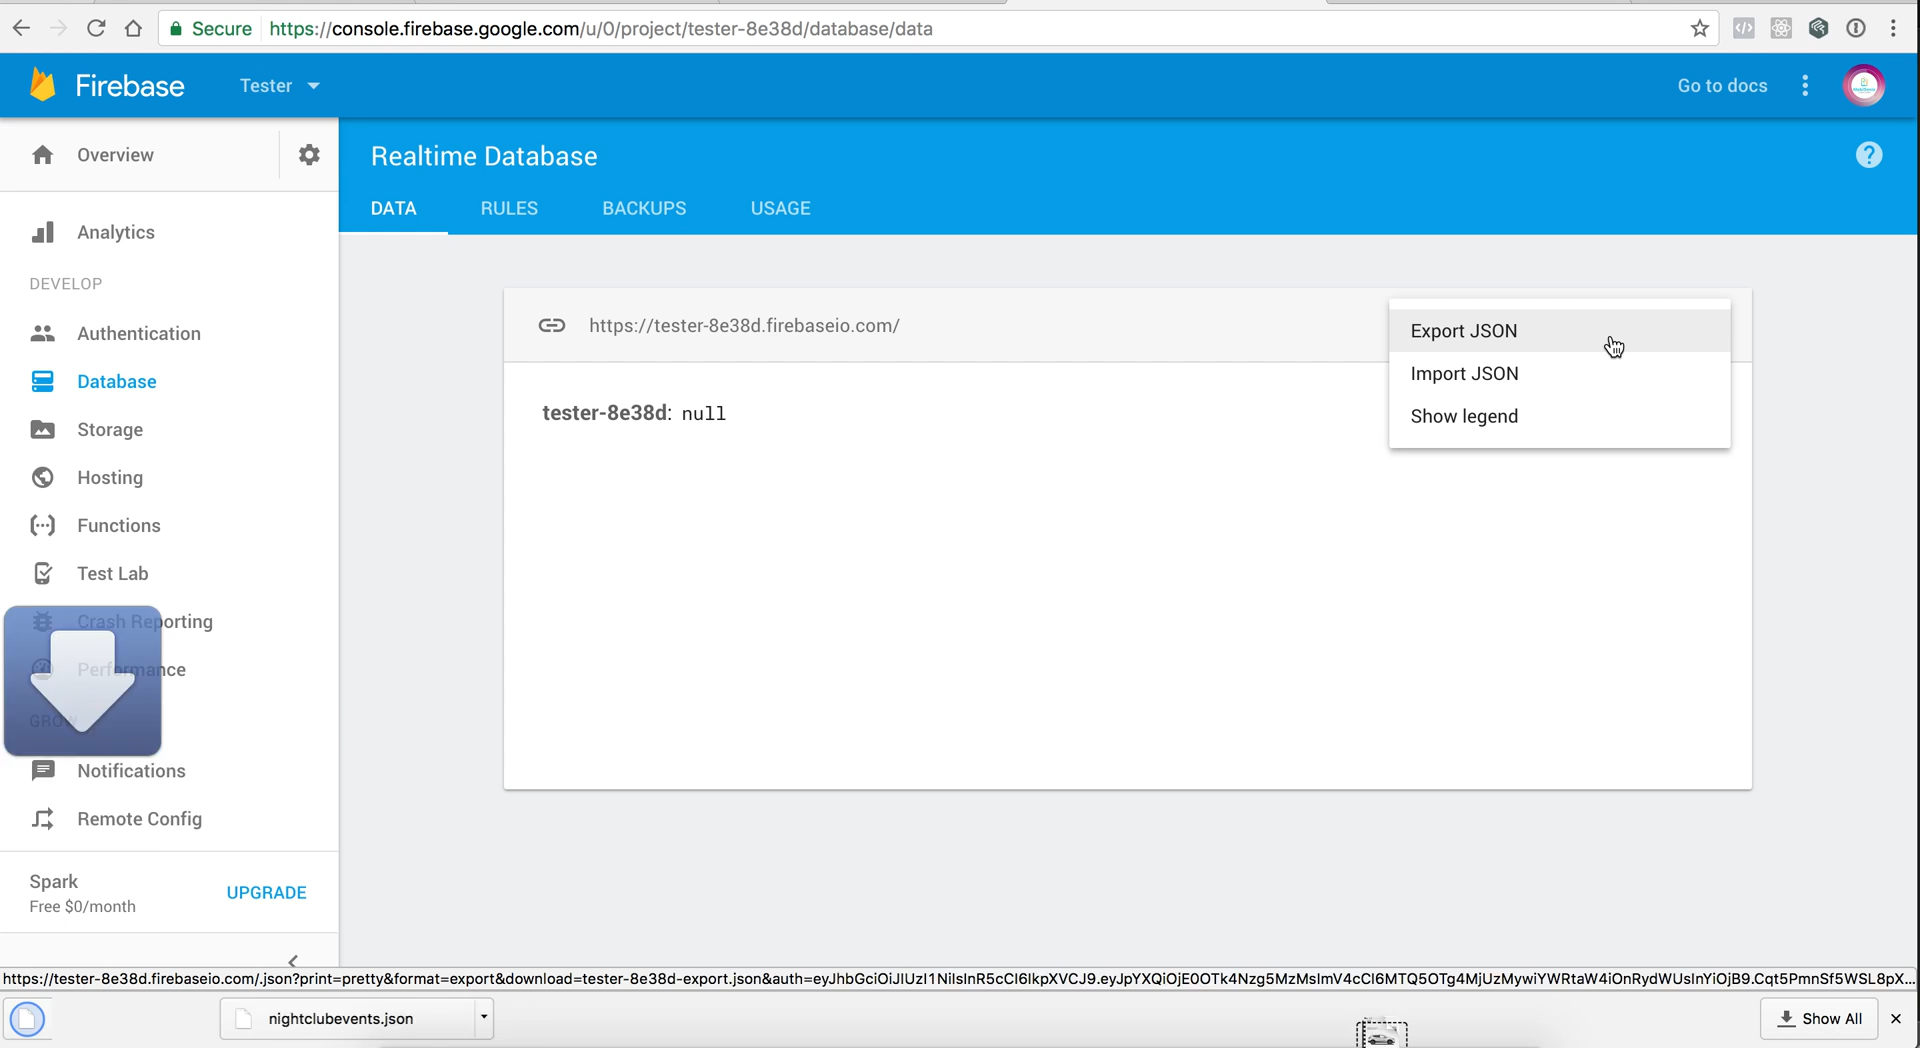 Secure https://console.firebase.google.com/u/0/project/tester-8e38d/database/data
Firebase
Tester
Go to docs
Overview
Realtime Database
DATA RULES BACKUPS USAGE
Analytics
DEVELOP
Authentication
Database
Storage
Hosting
Functions
Test Lab
Crash Reporting
Performance
GROW
Notifications
Remote Config
Spark
Free $0/month
UPGRADE
https://tester-8e38d.firebaseio.com/
tester-8e38d: null
Export JSON
Import JSON
Show legend
https://tester-8e38d.firebaseio.com/.json?print=pretty&format=export&download=tester-8e38d-export.json&auth=
nightclubevents.json
Show All